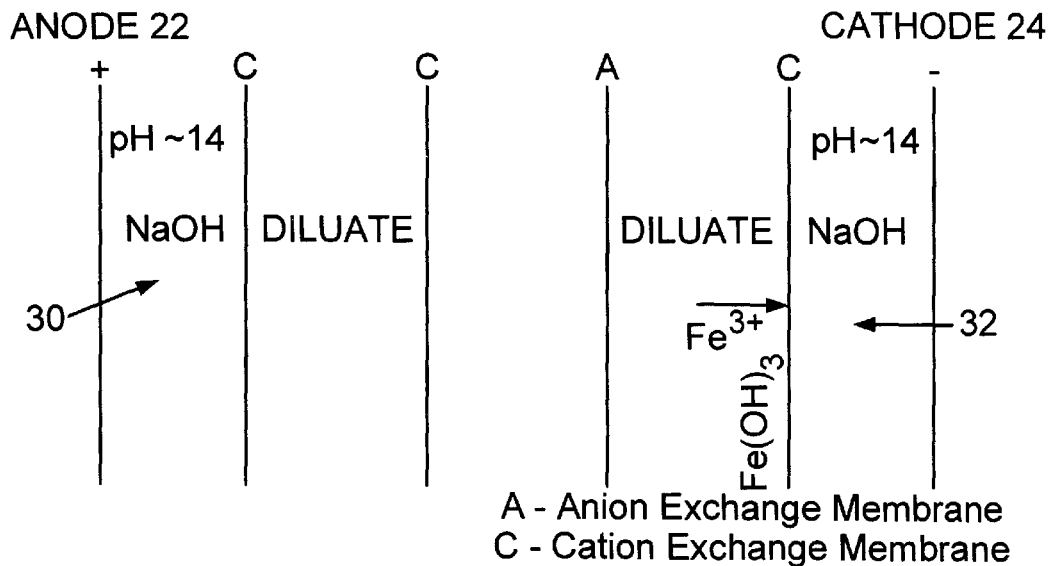 ANODE 22
CATHODE 24
+ C C A C -
pH ~14
pH~14
NaOH DILUATE
DILUATE NaOH
30
32
Fe3+
Fe(OH)3
A - Anion Exchange Membrane
C - Cation Exchange Membrane